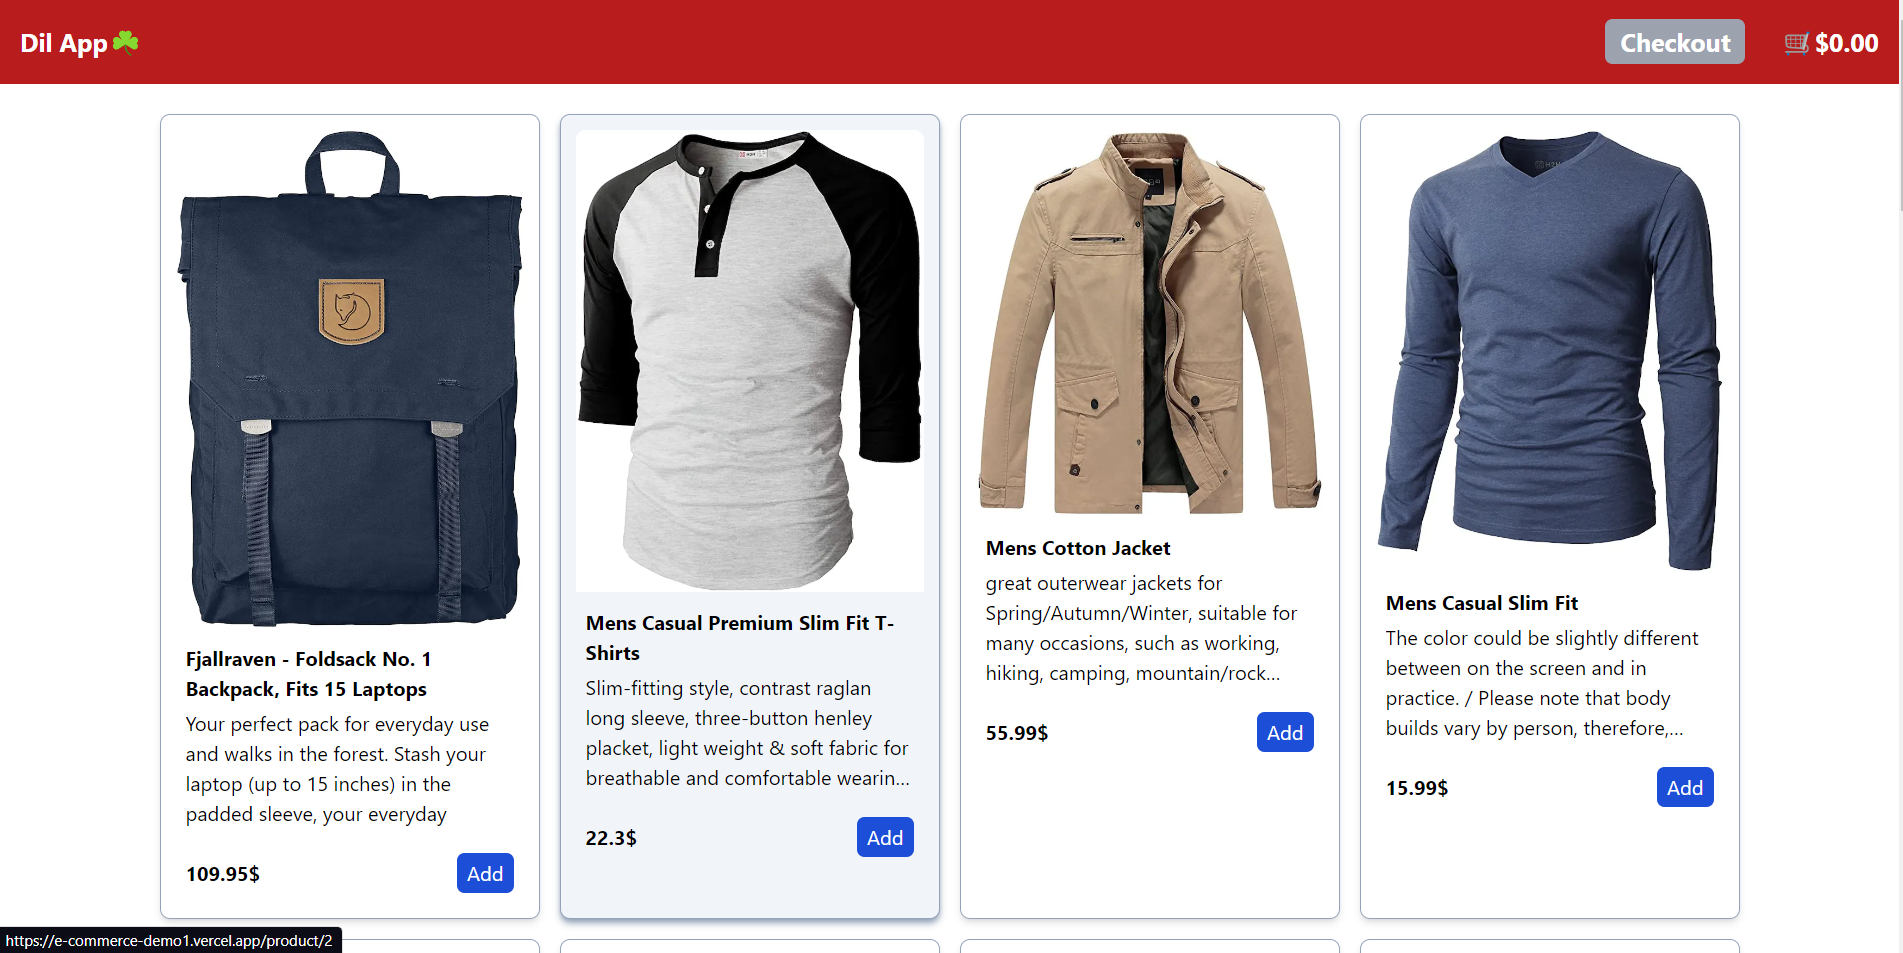 Dil App☘️
Checkout
🛒$0.00
Fjallraven - Foldsack No. 1
Backpack, Fits 15 Laptops
Your perfect pack for everyday use
and walks in the forest. Stash your
laptop (up to 15 inches) in the
padded sleeve, your everyday
109.95$
Add
Mens Casual Premium Slim Fit T-
Shirts
Slim-fitting style, contrast raglan
long sleeve, three-button henley
placket, light weight & soft fabric for
breathable and comfortable wearin...
22.3$
Add
Mens Cotton Jacket
great outerwear jackets for
Spring/Autumn/Winter, suitable for
many occasions, such as working,
hiking, camping, mountain/rock...
55.99$
Add
Mens Casual Slim Fit
The color could be slightly different
between on the screen and in
practice. / Please note that body
builds vary by person, therefore,...
15.99$
Add
https://e-commerce-demo1.vercel.app/product/2